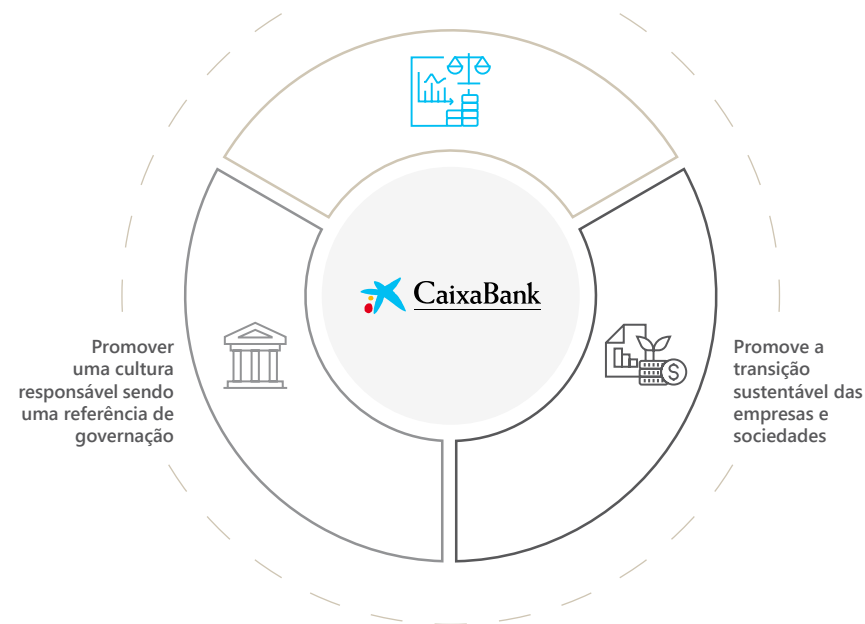 CaixaBank
Promover
uma cultura
responsável sendo
uma referência de
governação
Promove a
transição
sustentável das
empresas e
sociedades
$